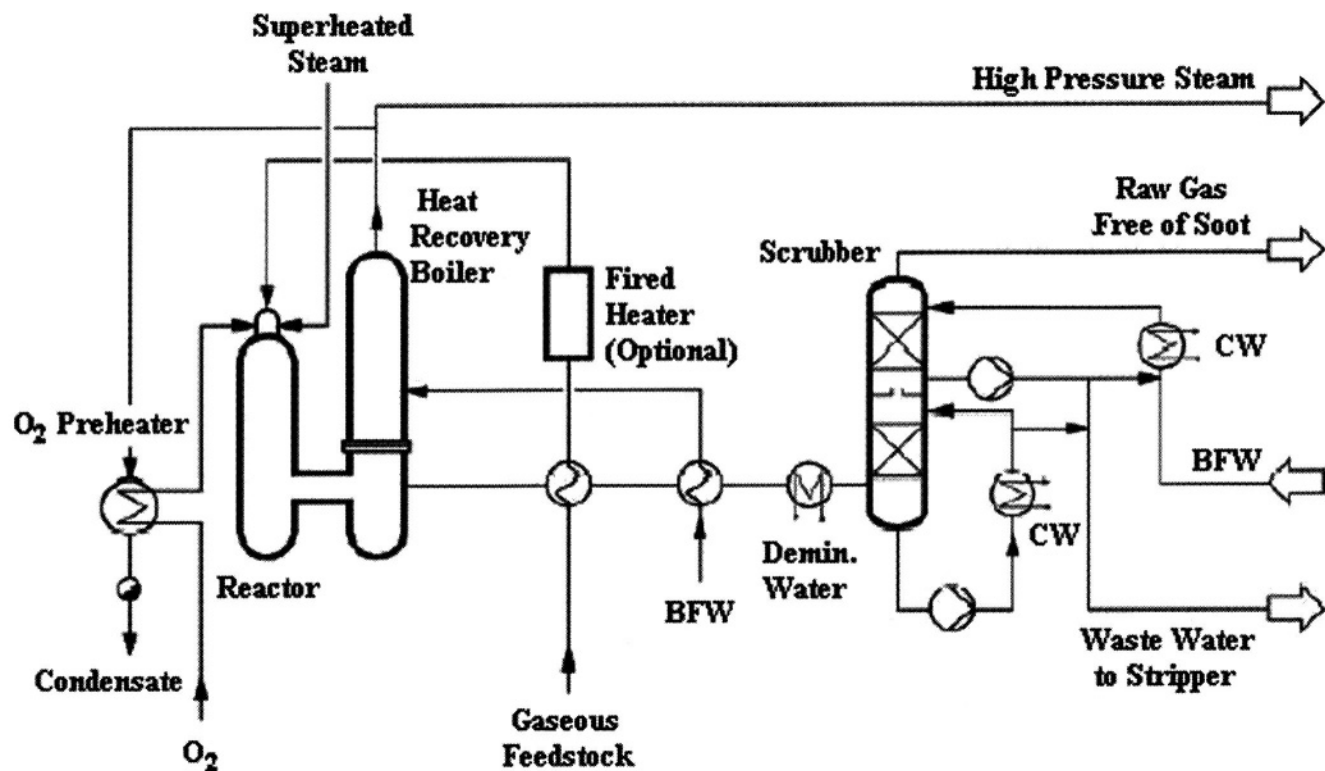 Superheated
Steam
High Pressure Steam
Raw Gas
Free of Soot
Heat
Recovery
Boiler
Scrubber
Fired
Heater
(Optional)
CW
O₂ Preheater
BFW
CW
Reactor
Demin.
Water
BFW
Condensate
Waste Water
to Stripper
Gaseous
Feedstock
O₂